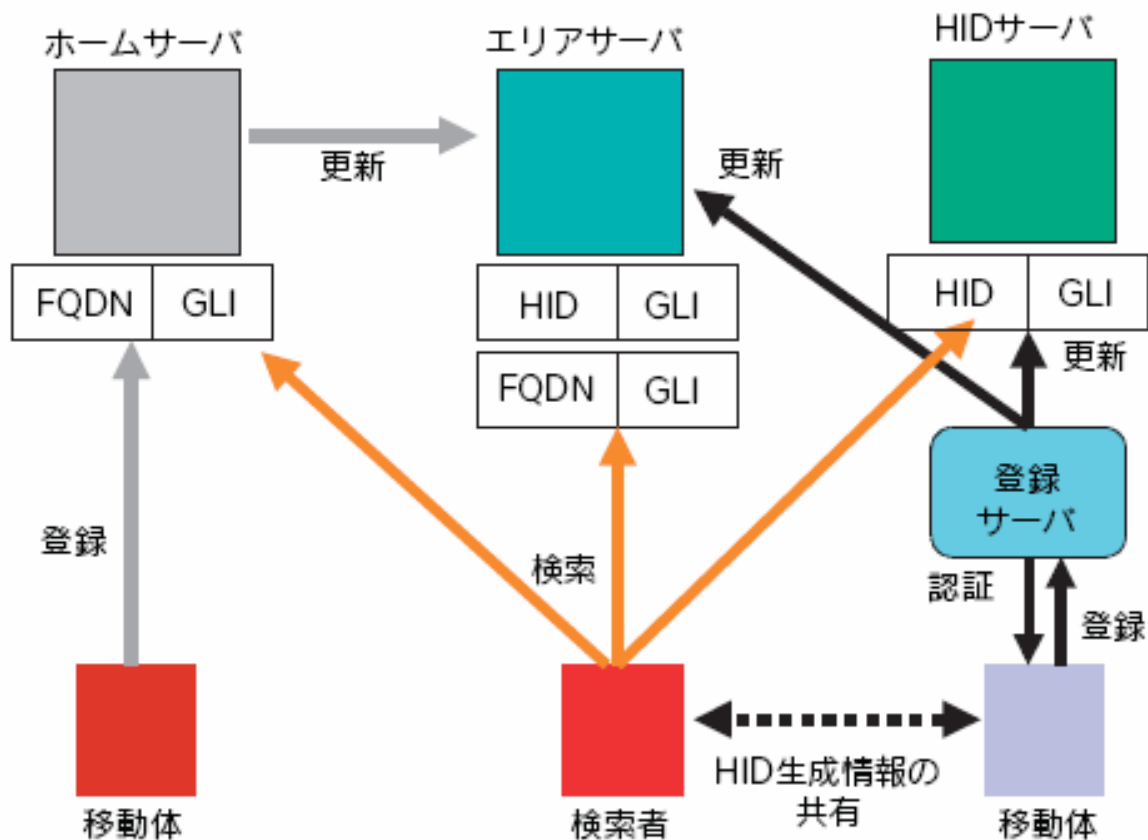 ホームサーバ
エリアサーバ
HIDサーバ
更新
更新
FQDN GLI
HID GLI
HID GLI
FQDN GLI
更新
登録
サーバ
登録
検索
認証
登録
HID生成情報の
共有
移動体
検索者
移動体